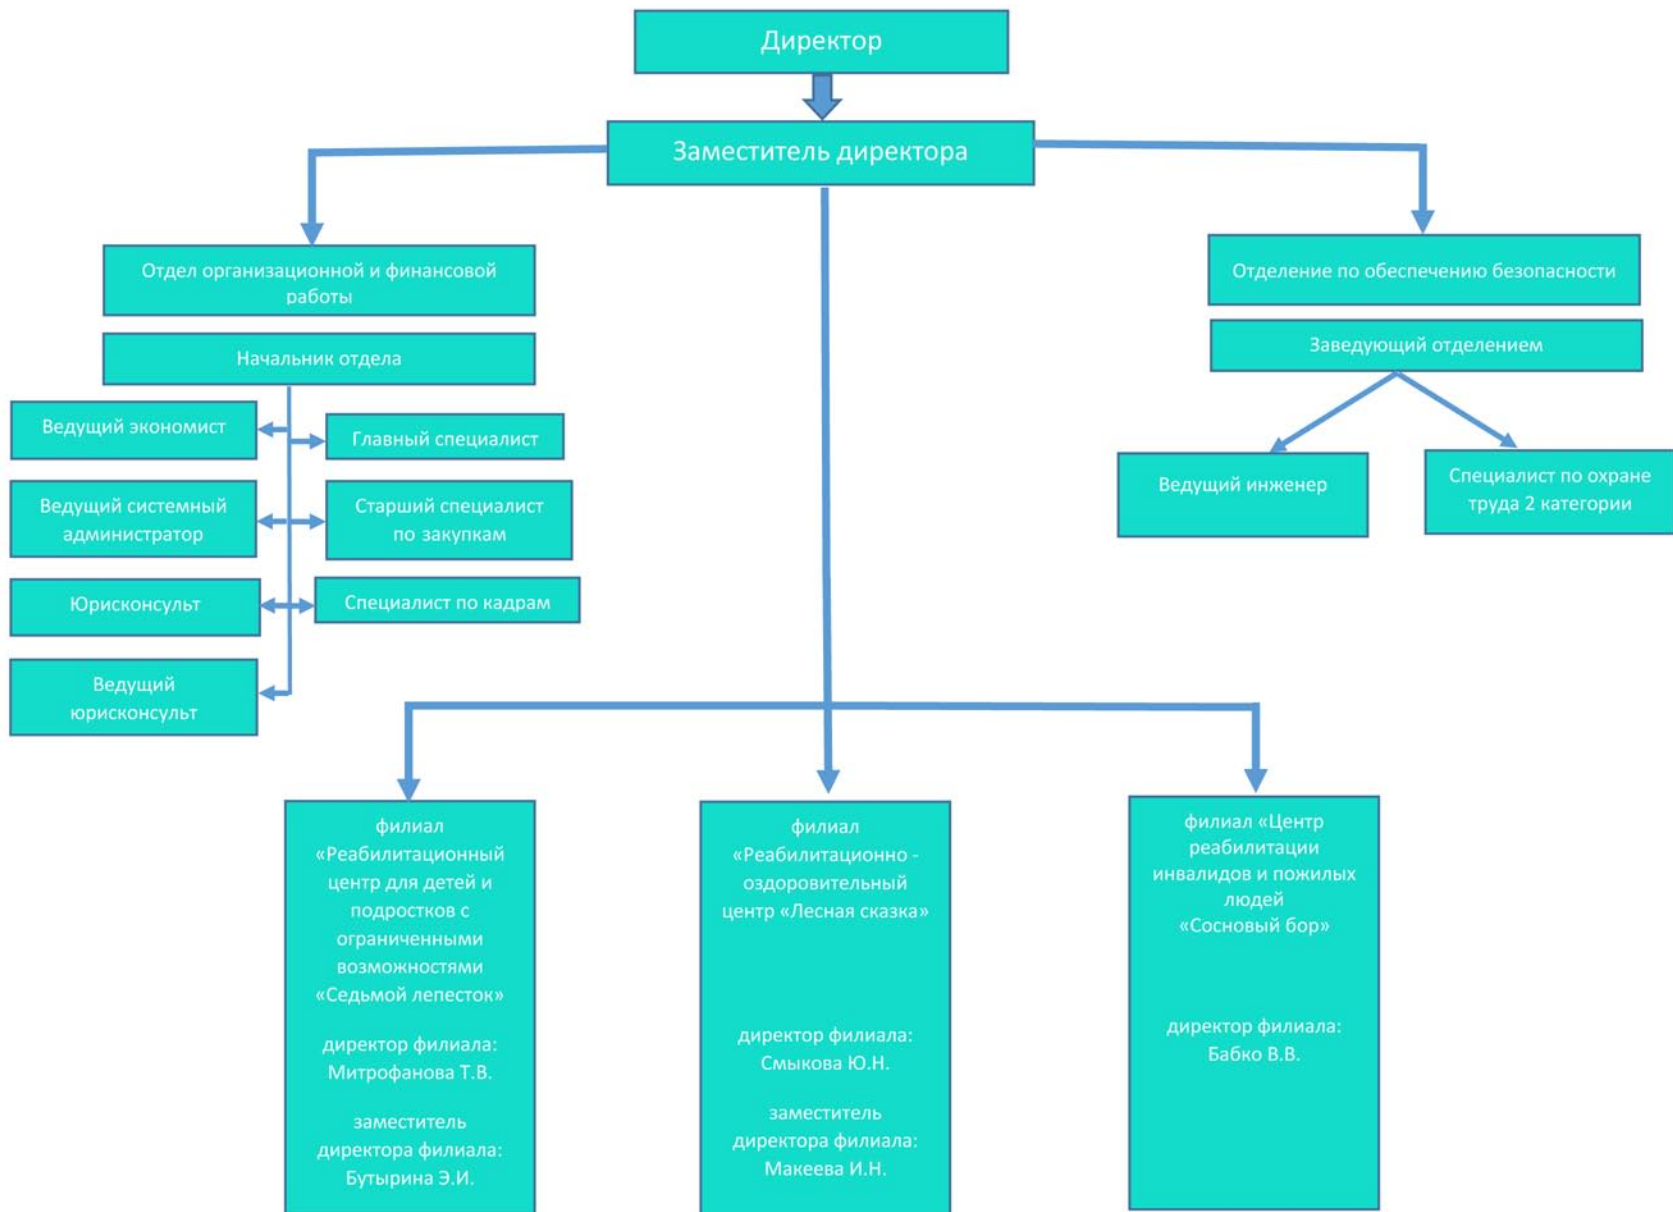 Директор
Заместитель директора
Отдел организационной и финансовой
работы
Начальник отдела
Ведущий экономист
Главный специалист
Ведущий системный
администратор
Старший специалист
по закупкам
Юрисконсульт
Специалист по кадрам
Ведущий
юрисконсульт
Отделение по обеспечению безопасности
Заведующий отделением
Ведущий инженер
Специалист по охране
труда 2 категории
филиал
«Реабилитационный
центр для детей и
подростков с
ограниченными
возможностями
«Седьмой лепесток»
директор филиала:
Митрофанова Т.В.
заместитель
директора филиала:
Бутырина Э.И.
филиал
«Реабилитационно -
оздоровительный
центр «Лесная сказка»
директор филиала:
Смыкова Ю.Н.
заместитель
директора филиала:
Макеева И.Н.
филиал «Центр
реабилитации
инвалидов и пожилых
людей
«Сосновый бор»
директор филиала:
Бабко В.В.